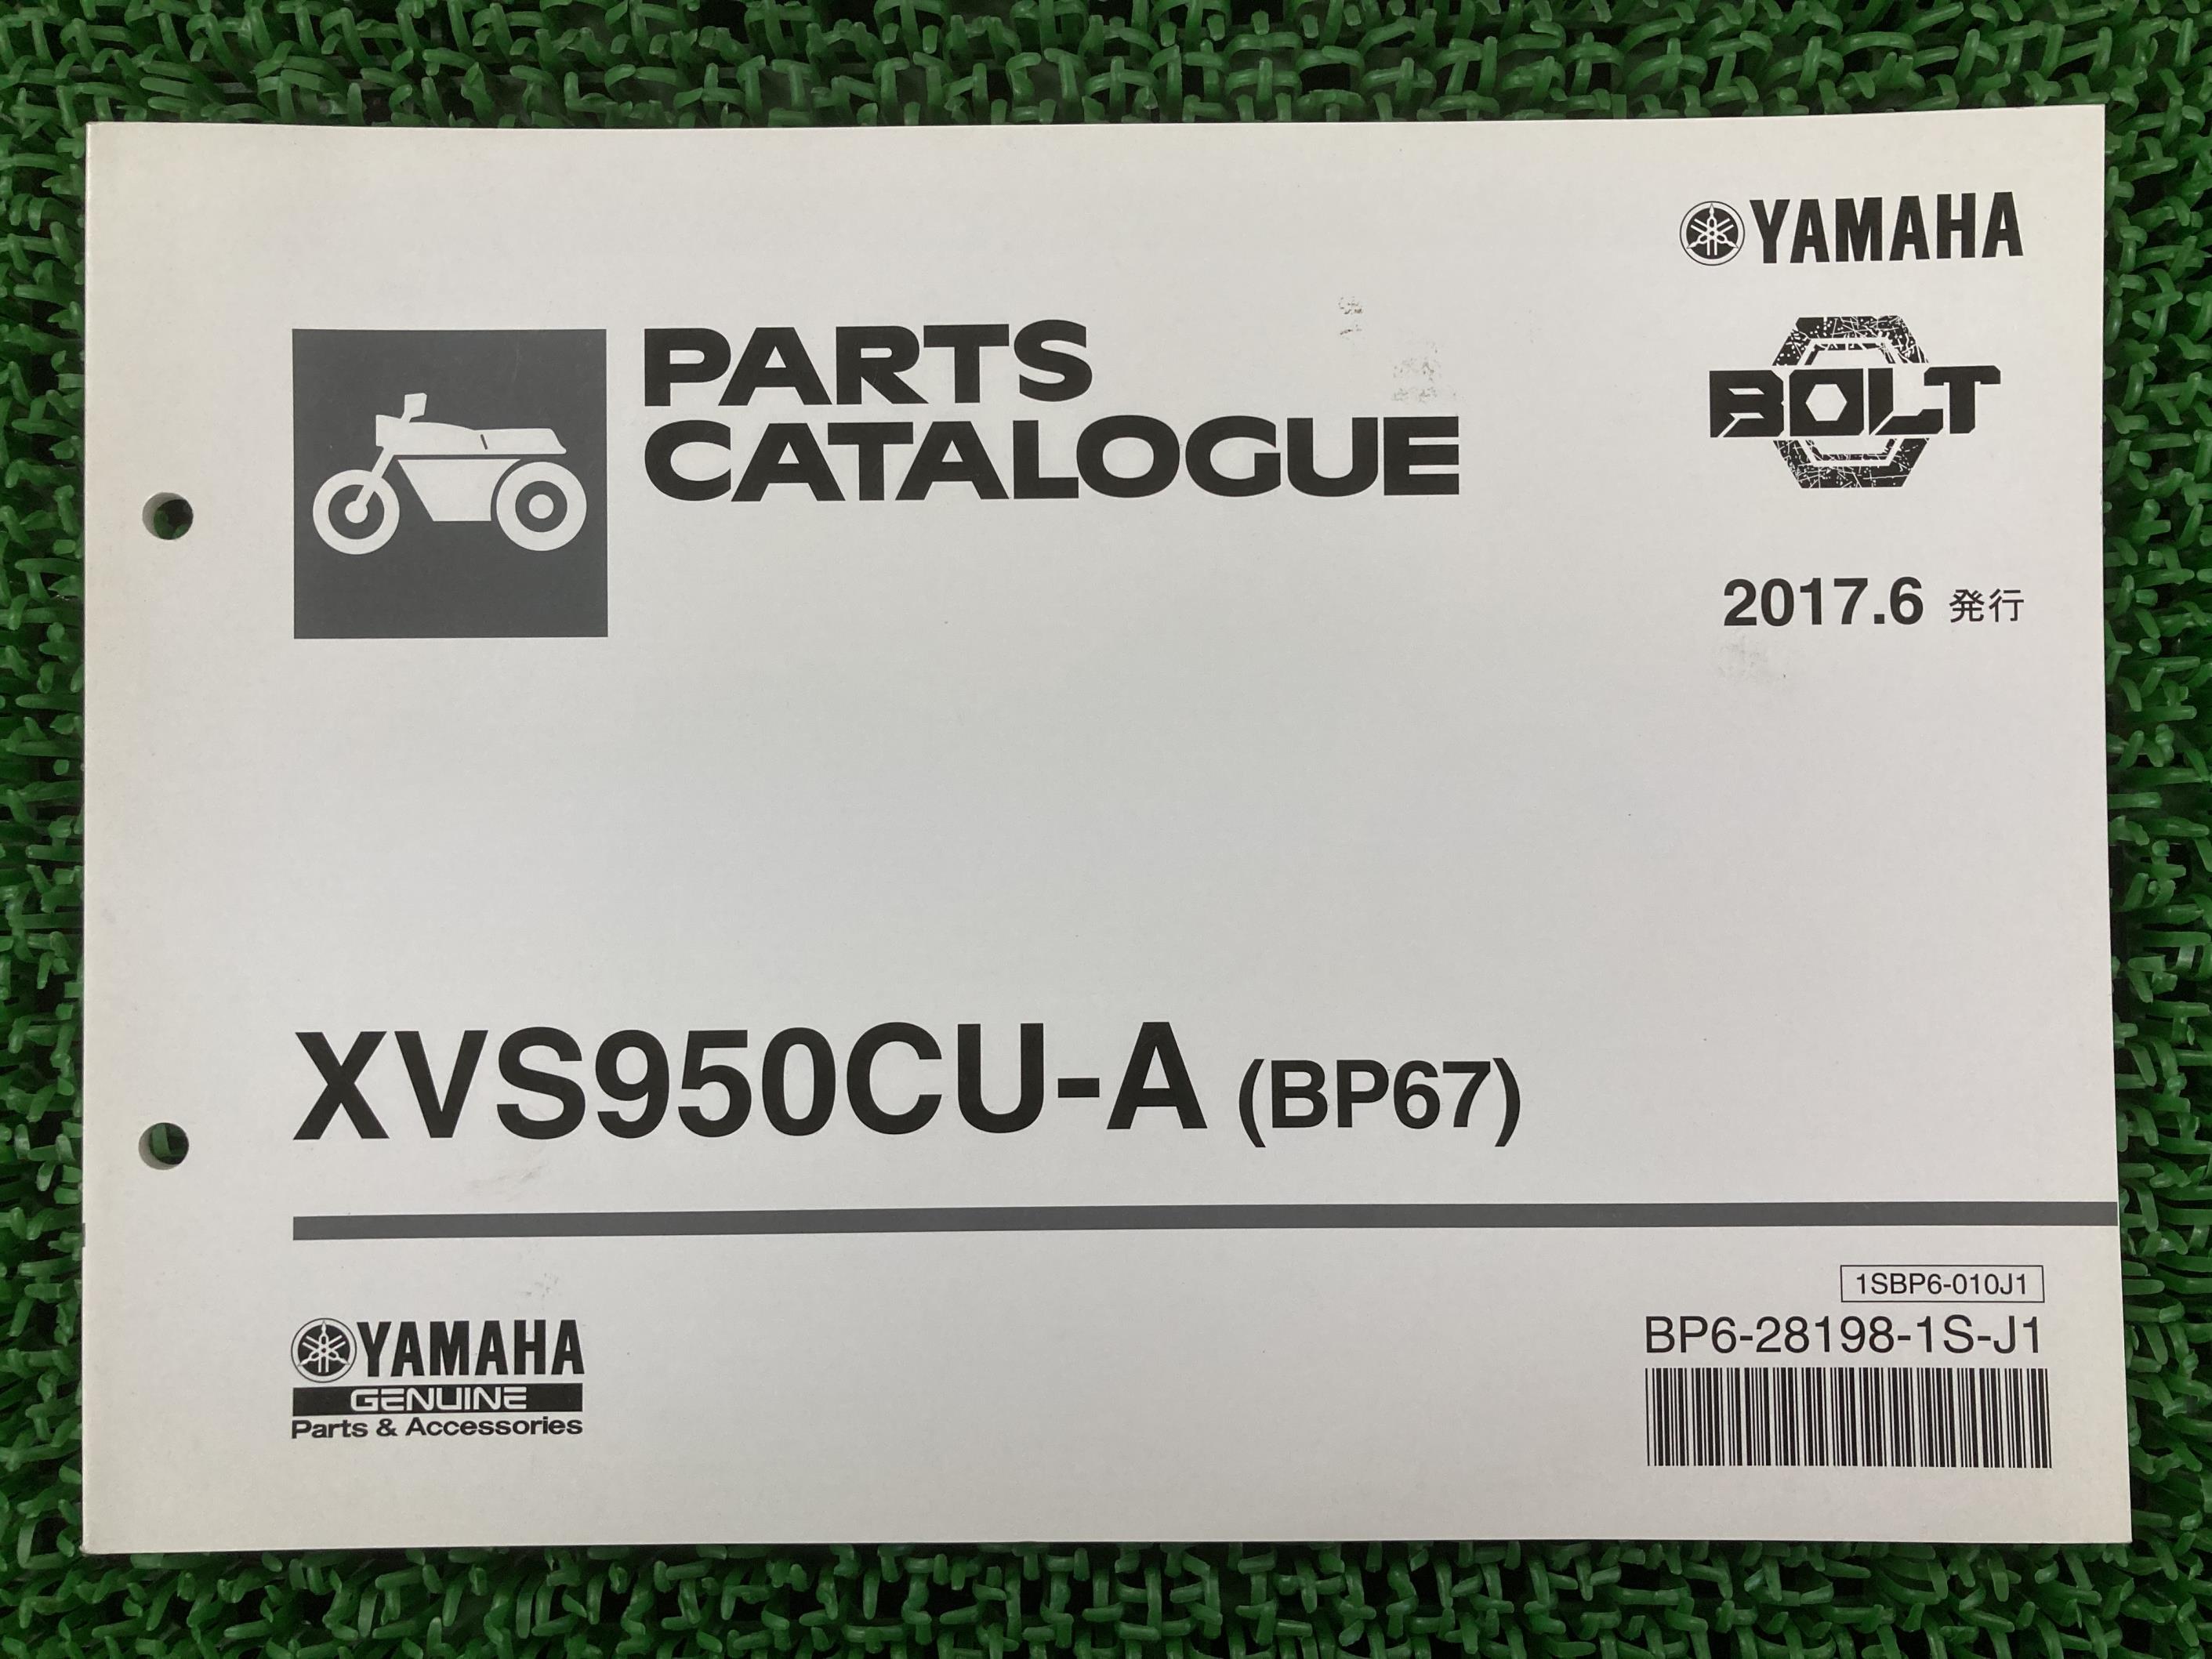 YAMAHA
PARTS
CATALOGUE
BOLT
2017.6 発行
XVS950CU-A (BP67)
1SBP6-010J1
BP6-28198-1S-J1
YAMAHA
GENUINE
Parts & Accessories